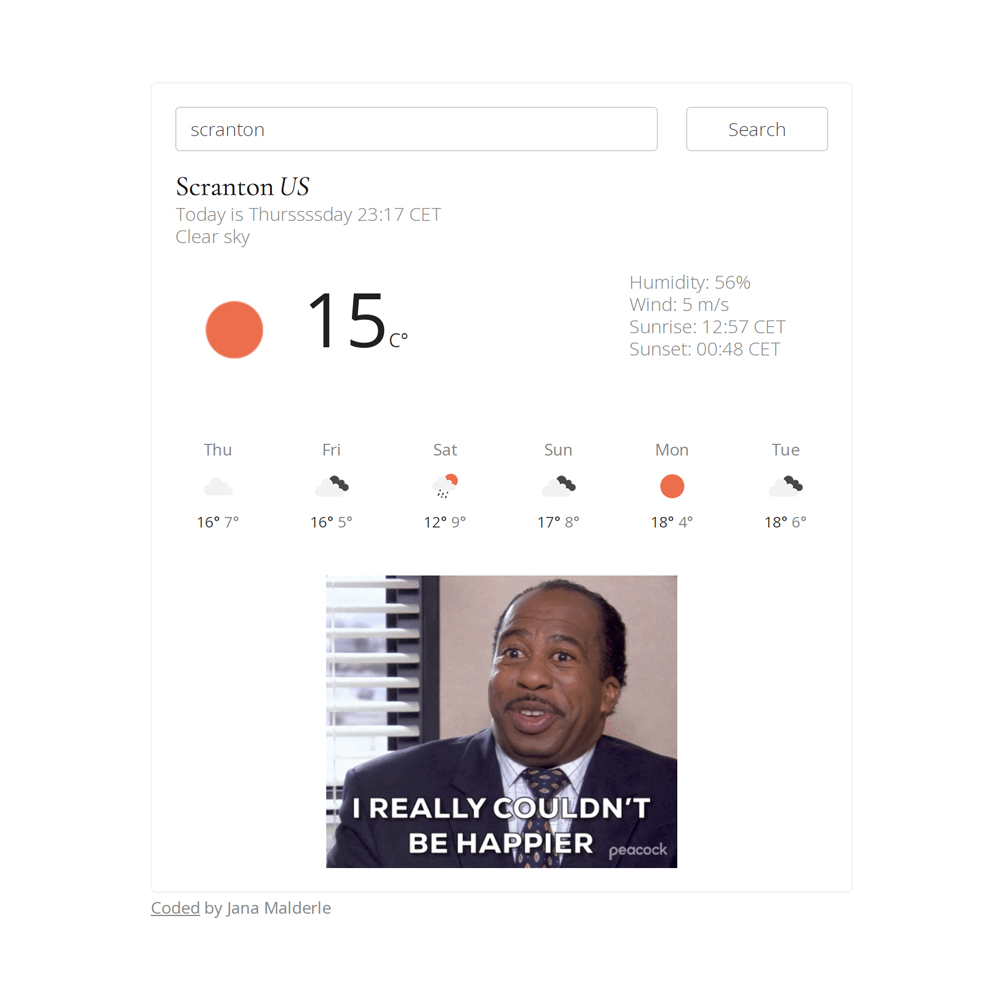 scranton
Search
Scranton US
Today is Thurssssday 23:17 CET
Clear sky
15 C°
Humidity: 56%
Wind: 5 m/s
Sunrise: 12:57 CET
Sunset: 00:48 CET
Thu Fri Sat Sun Mon Tue
16° 7° 16° 5° 12° 9° 17° 8° 18° 4° 18° 6°
I REALLY COULDN'T
BE HAPPIER
peacock
Coded by Jana Malderle